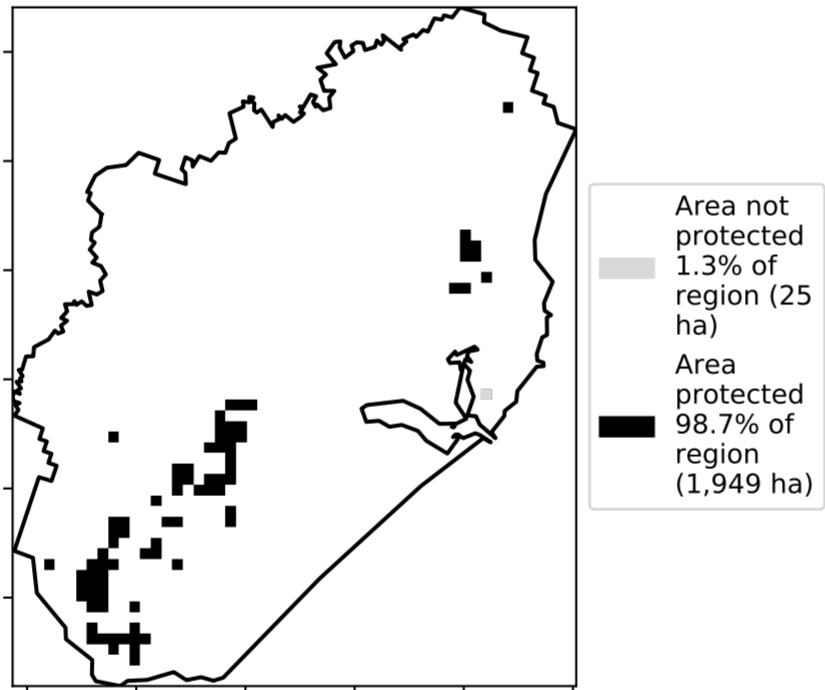 Area not
protected
1.3% of
region (25
ha)
Area
protected
98.7% of
region
(1,949 ha)